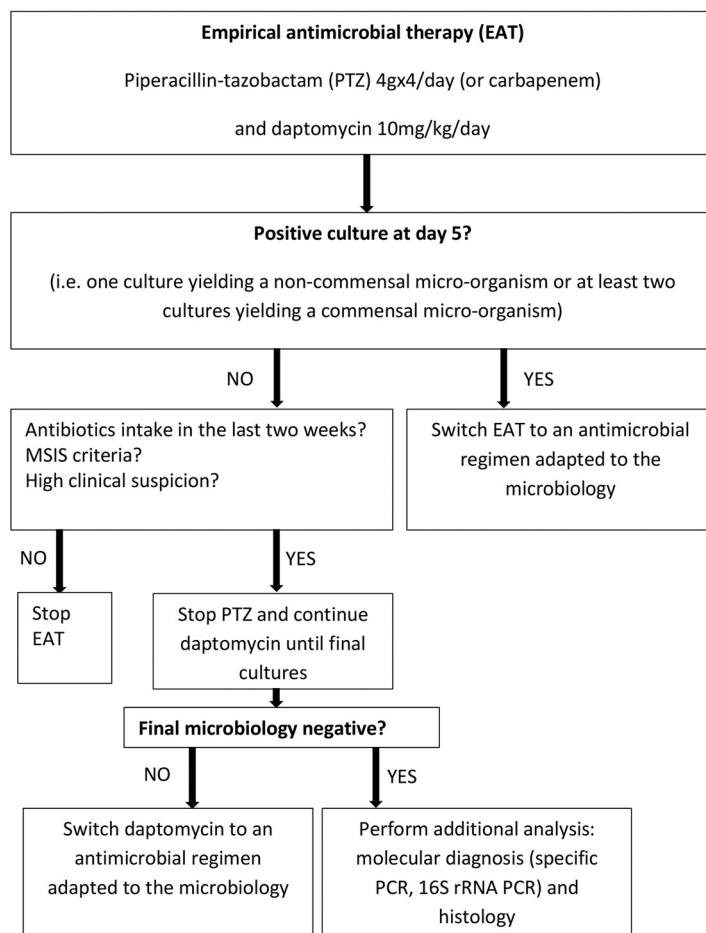 Empirical antimicrobial therapy (EAT)
Piperacillin-tazobactam (PTZ) 4gx4/day (or carbapenem)
and daptomycin 10mg/kg/day
Positive culture at day 5?
(i.e. one culture yielding a non-commensal micro-organism or at least two
cultures yielding a commensal micro-organism)
NO
YES
Antibiotics intake in the last two weeks?
MSIS criteria?
High clinical suspicion?
Switch EAT to an antimicrobial
regimen adapted to the
microbiology
NO
YES
Stop
EAT
Stop PTZ and continue
daptomycin until final
cultures
Final microbiology negative?
NO
YES
Switch daptomycin to an
antimicrobial regimen
adapted to the microbiology
Perform additional analysis:
molecular diagnosis (specific
PCR, 16S rRNA PCR) and
histology